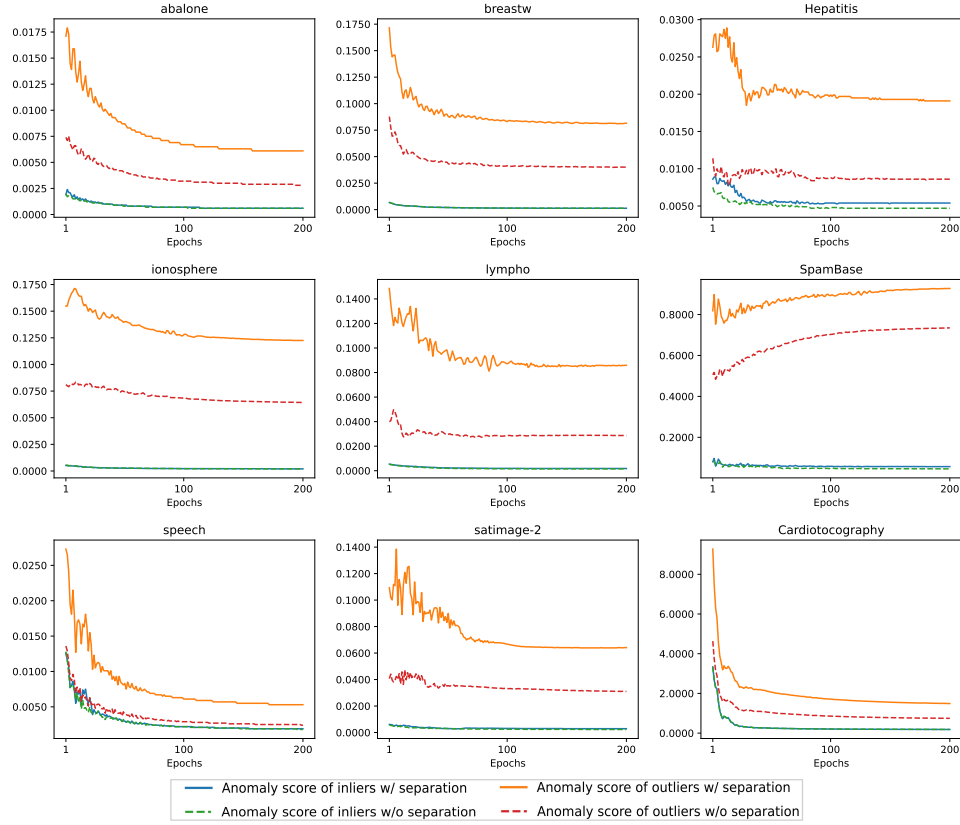 abalone
0.0175
0.0150
0.0125
0.0100
0.0075
0.0050
0.0025
0.0000
1 100 200
Epochs
breastw
0.1750
0.1500
0.1250
0.1000
0.0750
0.0500
0.0250
0.0000
1 100 200
Epochs
Hepatitis
0.0300
0.0250
0.0200
0.0150
0.0100
0.0050
1 100 200
Epochs
ionosphere
0.1750
0.1500
0.1250
0.1000
0.0750
0.0500
0.0250
0.0000
1 100 200
Epochs
lympho
0.1400
0.1200
0.1000
0.0800
0.0600
0.0400
0.0200
0.0000
1 100 200
Epochs
SpamBase
0.8000
0.6000
0.4000
0.2000
1 100 200
Epochs
speech
0.0250
0.0200
0.0150
0.0100
0.0050
1 100 200
Epochs
satimage-2
0.1400
0.1200
0.1000
0.0800
0.0600
0.0400
0.0200
0.0000
1 100 200
Epochs
Cardiotocography
8.0000
6.0000
4.0000
2.0000
0.0000
1 100 200
Epochs
Anomaly score of inliers w/ separation
Anomaly score of outliers w/ separation
Anomaly score of inliers w/o separation
Anomaly score of outliers w/o separation